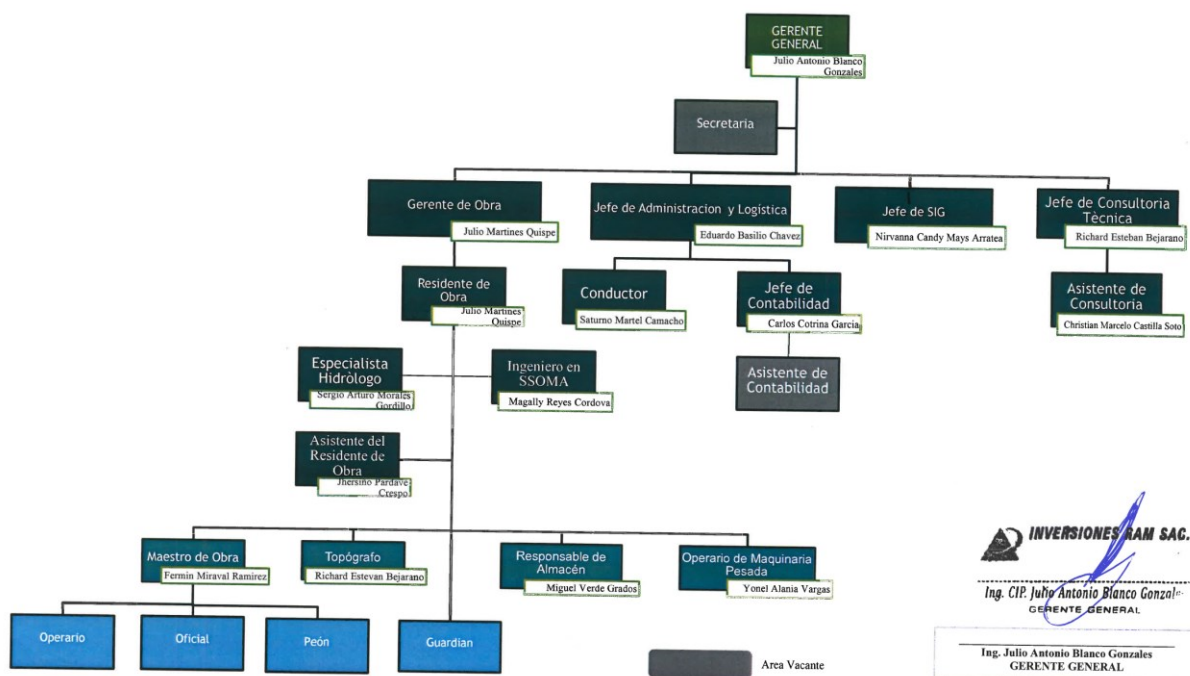 GERENTE
GENERAL
Julio Antonio Blanco
Gonzales
Secretaria
Gerente de Obra
Julio Martines Quispe
Jefe de Administracion y Logística
Eduardo Basilio Chavez
Jefe de SIG
Nirvanna Candy Mays Arratea
Jefe de Consultoria
Tècnica
Richard Esteban Bejarano
Residente de
Obra
Julio Martines
Quispe
Conductor
Saturno Martel Camacho
Jefe de
Contabilidad
Carlos Cotrina Garcia
Asistente de
Consultoria
Christian Marcelo Castilla Soto
Especialista
Hidròlogo
Sergio Arturo Morales
Gordillo
Ingeniero en
SSOMA
Magally Reyes Cordova
Asistente de
Contabilidad
Asistente del
Residente de
Obra
Jhersiño Pardave
Crespo
Maestro de Obra
Fermin Miraval Ramirez
Topógrafo
Richard Estevan Bejarano
Responsable de
Almacén
Miguel Verde Grados
Operario de Maquinaria
Pesada
Yonel Alania Vargas
Operario
Oficial
Peón
Guardian
Area Vacante
INVERSIONES RAM SAC.
Ing. CIP. Julio Antonio Blanco Gonzal
GERENTE GENERAL
Ing. Julio Antonio Blanco Gonzales
GERENTE GENERAL